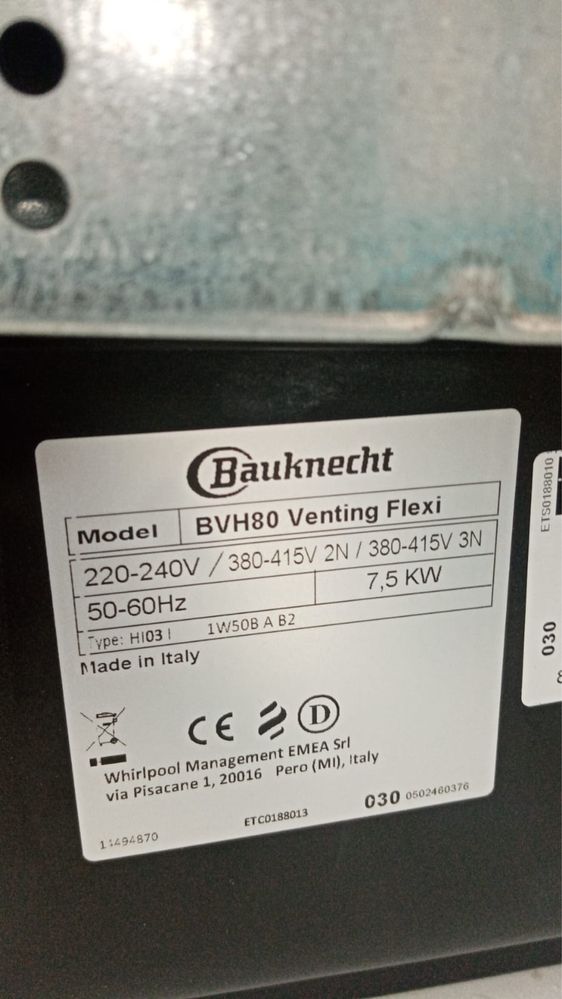 Bauknecht
Model BVH80 Venting Flexi
220-240V / 380-415V 2N / 380-415V 3N
50-60Hz 7,5 KW
Type: HI03 I 1W50B A B2
Made in Italy
CE D
Whirlpool Management EMEA Srl
via Pisacane 1, 20016 Pero (MI), Italy
030 0502460376
ETC0188013
11494870
ETS0188010
030